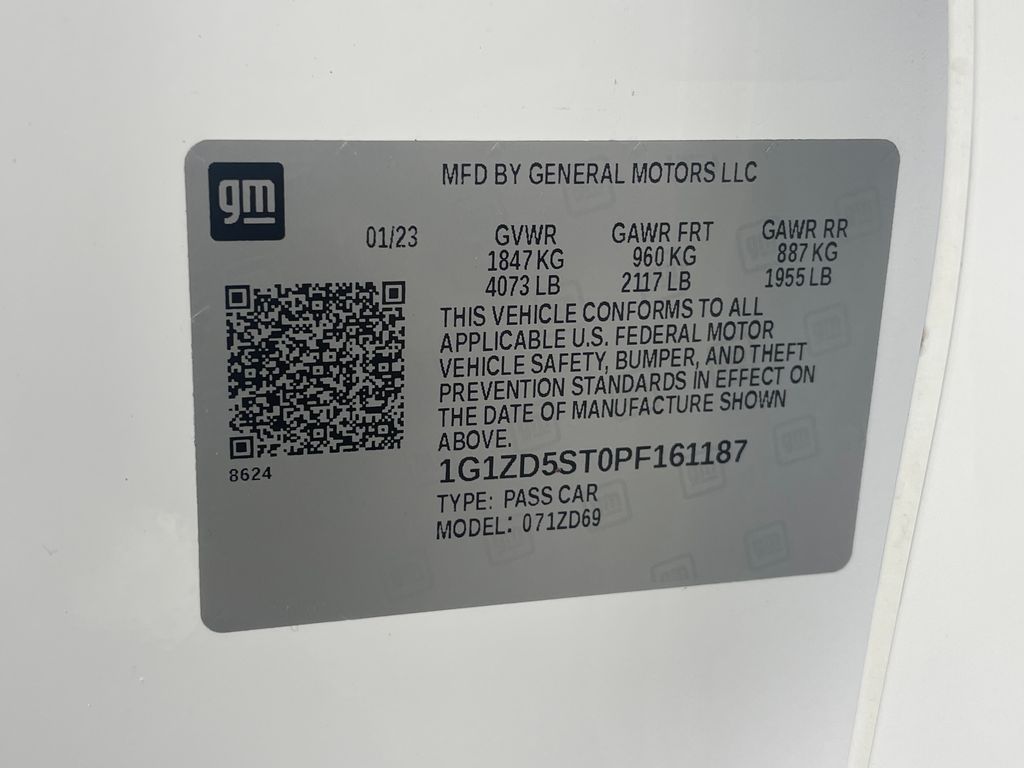 gm
MFD BY GENERAL MOTORS LLC
01/23 GVWR GAWR FRT GAWR RR
1847 KG 960 KG 887 KG
4073 LB 2117 LB 1955 LB
THIS VEHICLE CONFORMS TO ALL
APPLICABLE U.S. FEDERAL MOTOR
VEHICLE SAFETY, BUMPER, AND THEFT
PREVENTION STANDARDS IN EFFECT ON
THE DATE OF MANUFACTURE SHOWN
ABOVE.
8624
1G1ZD5ST0PF161187
TYPE: PASS CAR
MODEL: 071ZD69